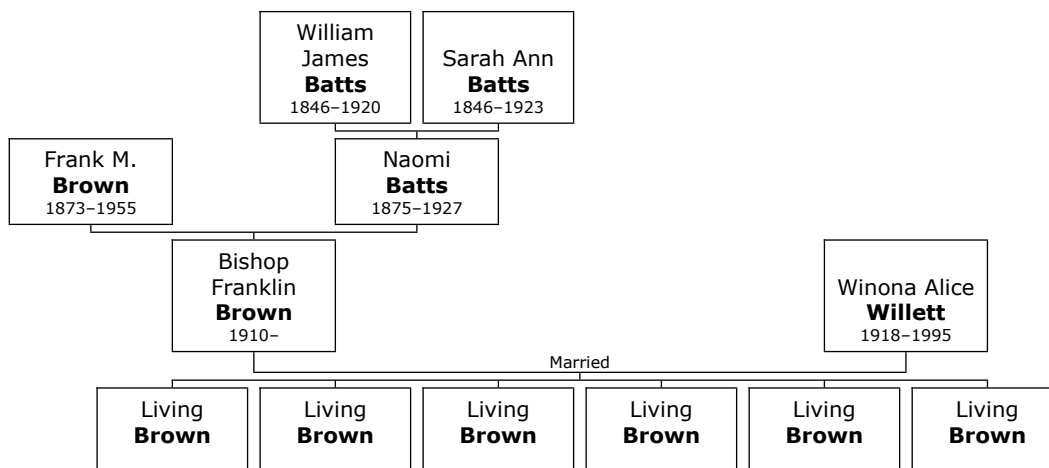 William
James
Batts
1846–1920
Sarah Ann
Batts
1846–1923
Frank M.
Brown
1873–1955
Naomi
Batts
1875–1927
Bishop
Franklin
Brown
1910–
Winona Alice
Willett
1918–1995
Married
Living
Brown
Living
Brown
Living
Brown
Living
Brown
Living
Brown
Living
Brown